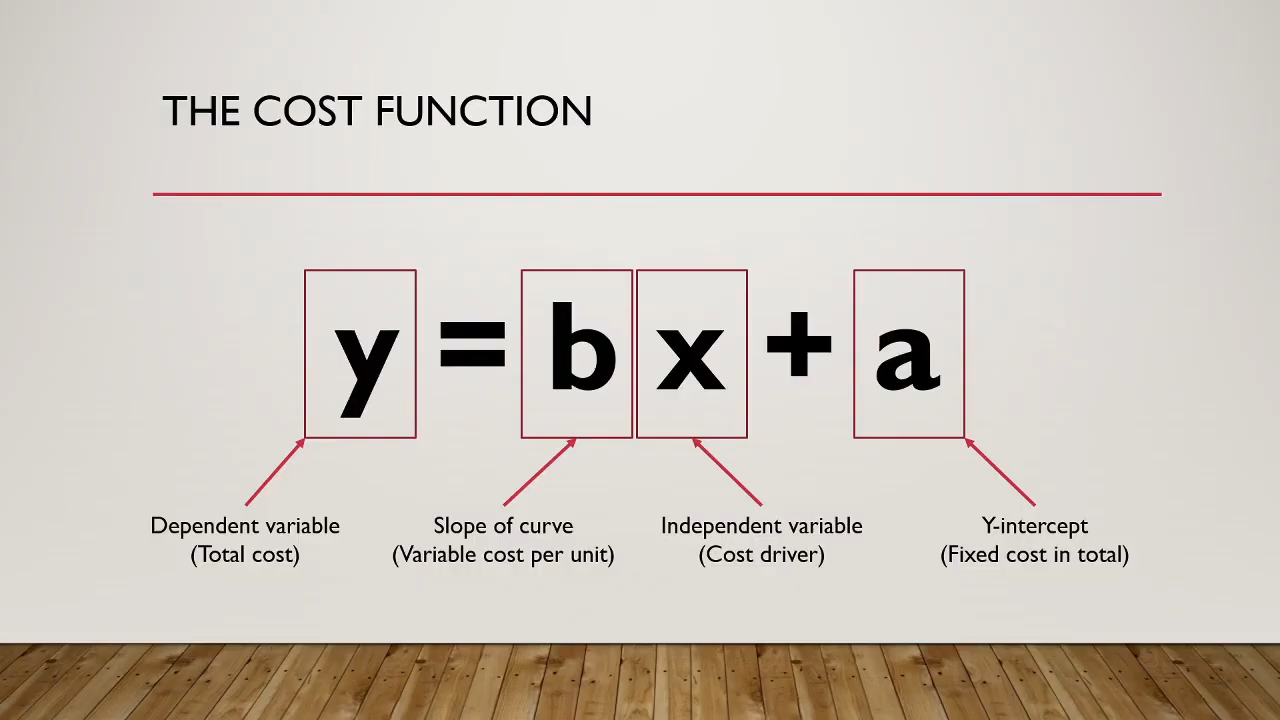 THE COST FUNCTION
y = bx + a
Dependent variable
(Total cost)
Slope of curve
(Variable cost per unit)
Independent variable
(Cost driver)
Y-intercept
(Fixed cost in total)